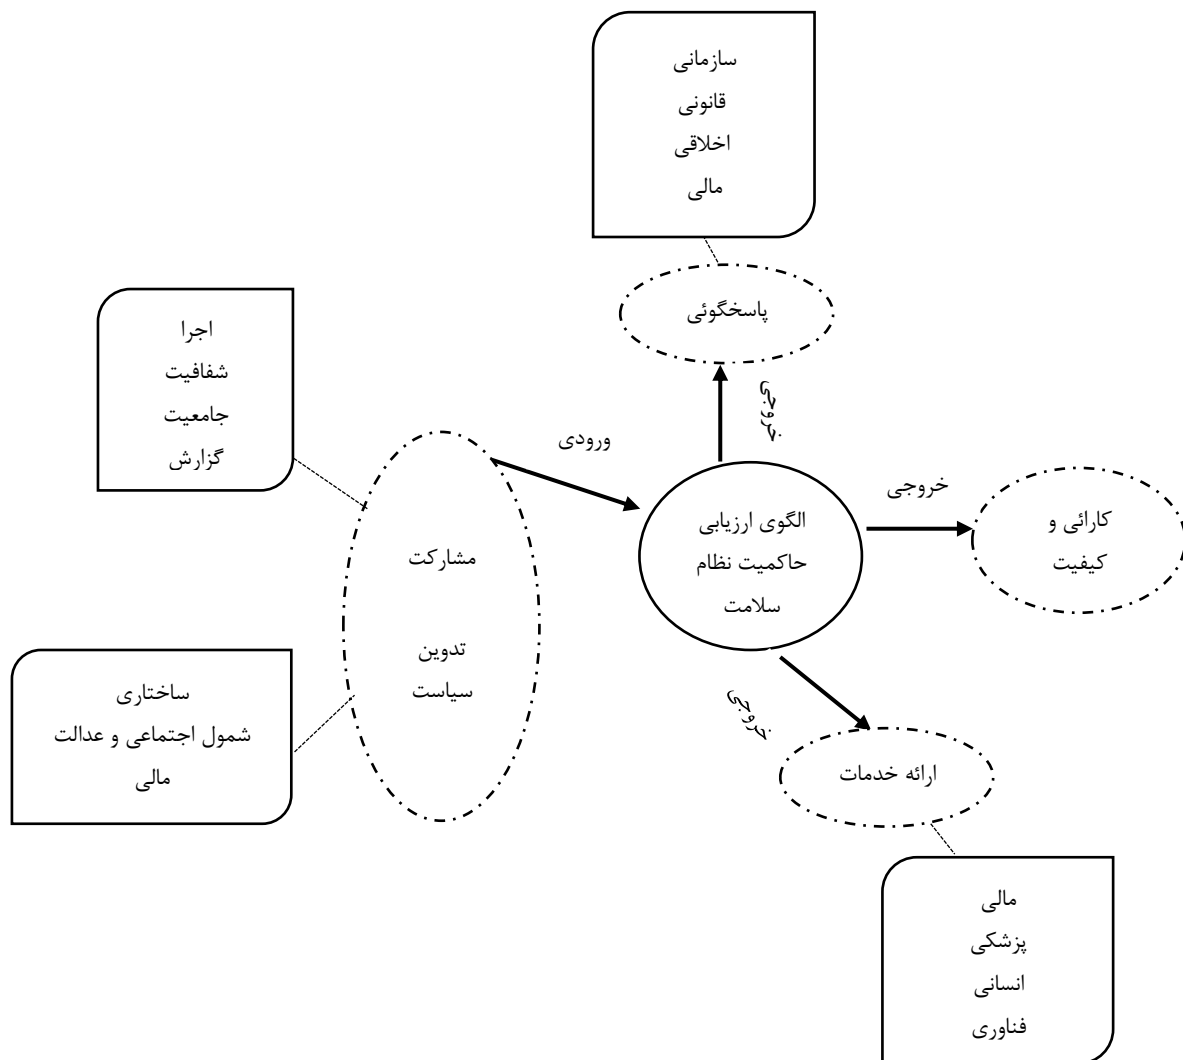 سازمانی
قانونی
اخلاقی
مالی
پاسخگوئی
اجرا
شفافیت
جامعیت
گزارش
خروجی
ورودی
خروجی
کارائی و
کیفیت
الگوی ارزیابی
حاکمیت نظام
سلامت
مشارکت
تدوین
سیاست
ساختاری
شمول اجتماعی و عدالت
مالی
خروجی
ارائه خدمات
مالی
پزشکی
انسانی
فناوری